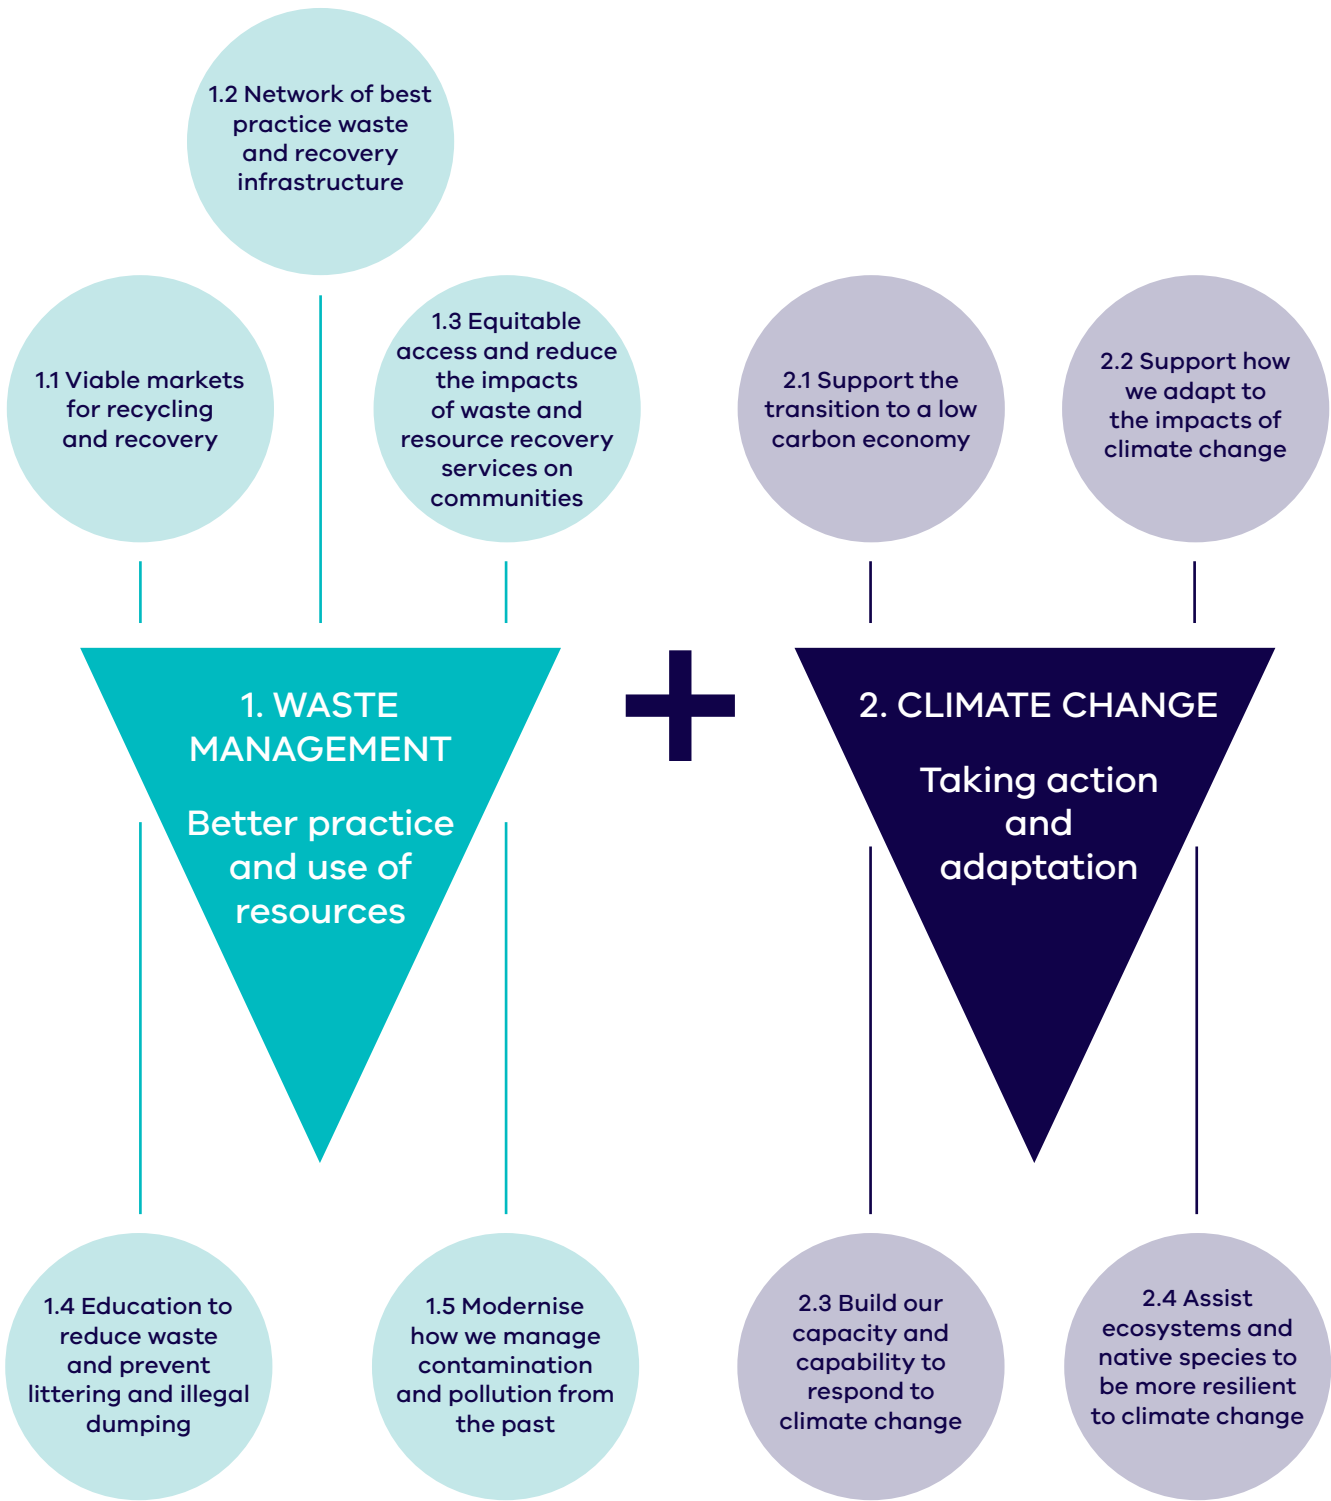 1.2 Network of best
practice waste
and recovery
infrastructure
1.1 Viable markets
for recycling
and recovery
1.3 Equitable
access and reduce
the impacts
of waste and
resource recovery
services on
communities
2.1 Support the
transition to a low
carbon economy
2.2 Support how
we adapt to
the impacts of
climate change
1. WASTE
MANAGEMENT
Better practice
and use of
resources
+
2. CLIMATE CHANGE
Taking action
and
adaptation
1.4 Education to
reduce waste
and prevent
littering and illegal
dumping
1.5 Modernise
how we manage
contamination
and pollution from
the past
2.3 Build our
capacity and
capability to
respond to
climate change
2.4 Assist
ecosystems and
native species to
be more resilient
to climate change